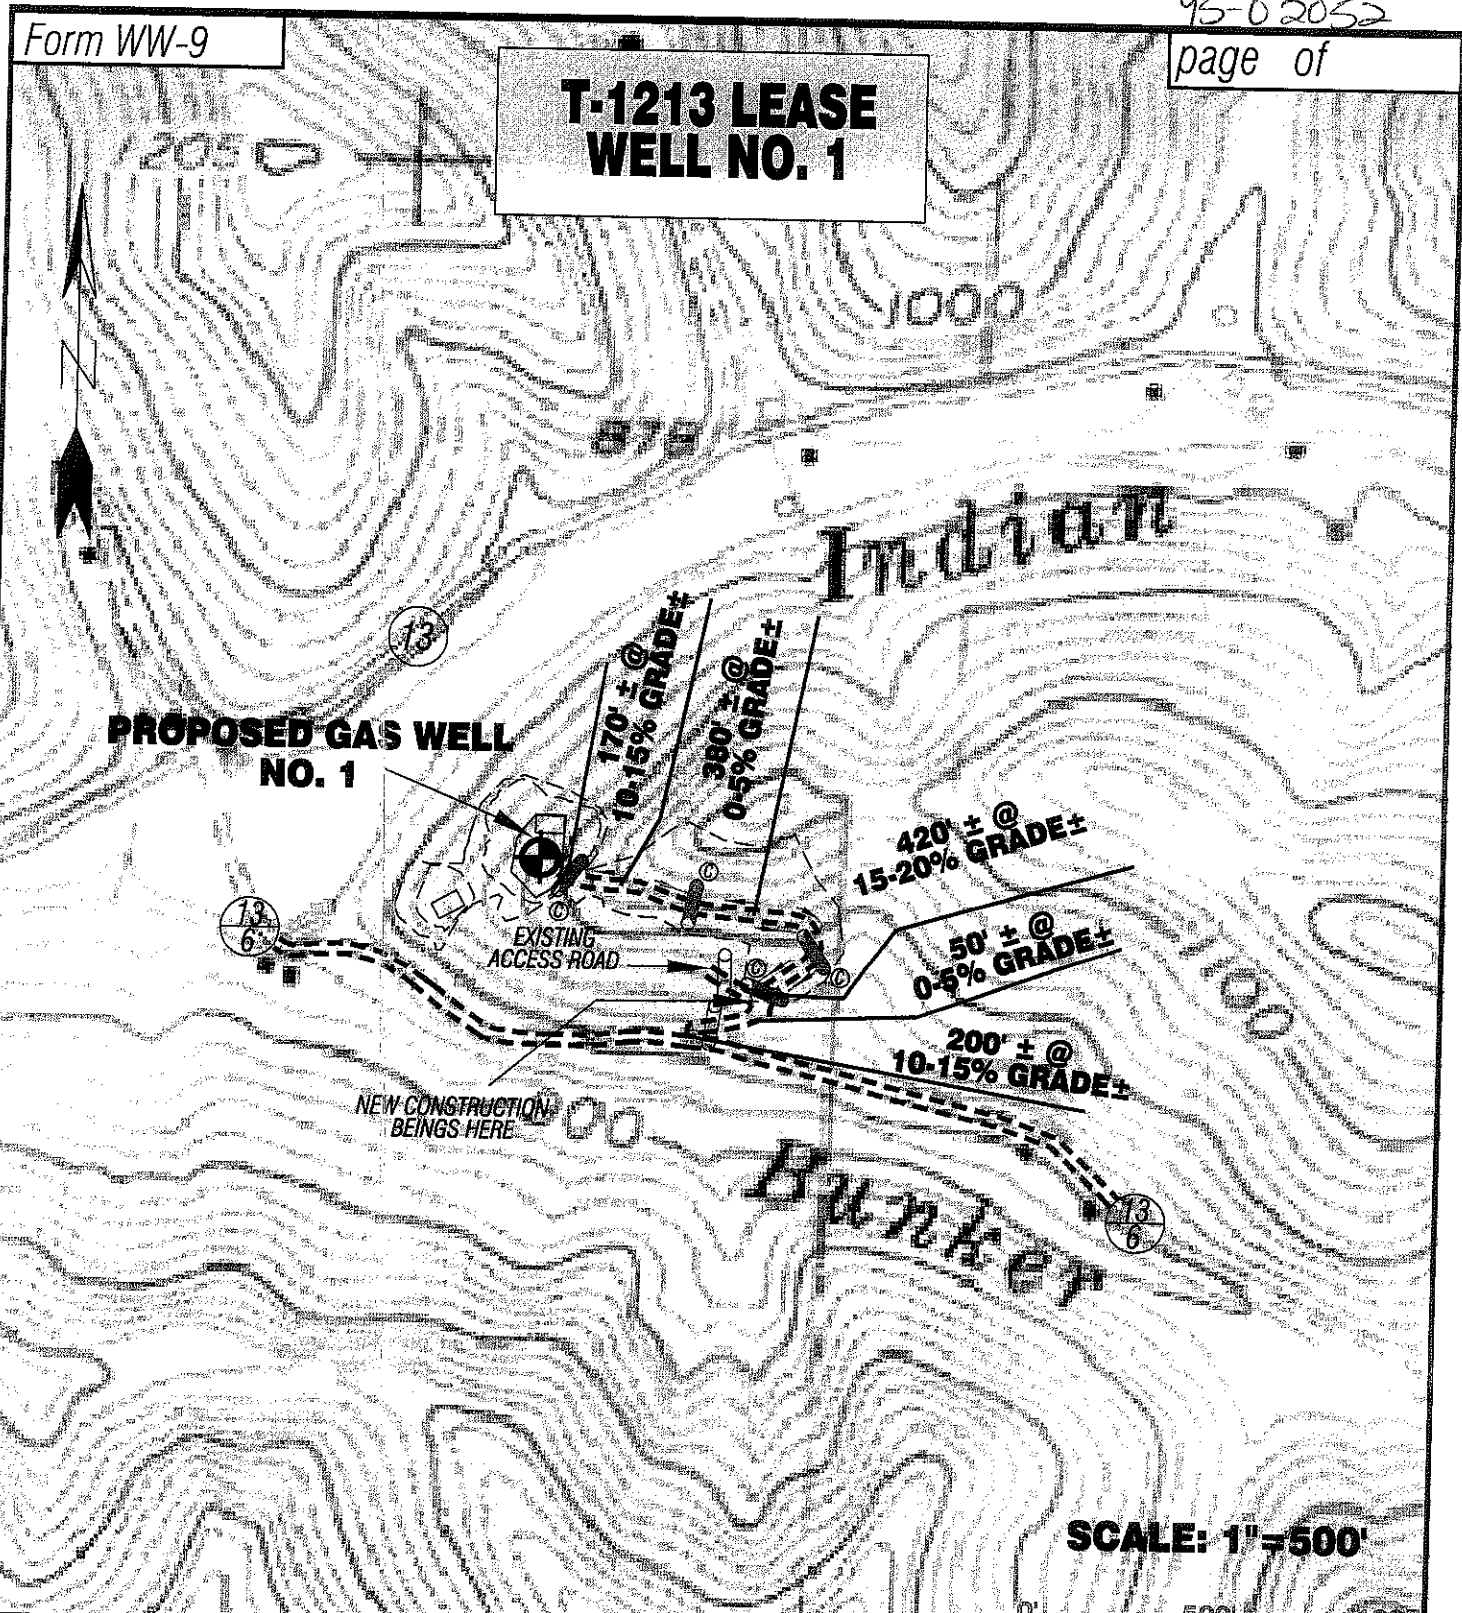 95-02052
Form WW-9
page of
T-1213 LEASE
WELL NO. 1
1000
Indian
13
170' ± @
10-15% GRADE±
380' ± @
0-5% GRADE±
PROPOSED GAS WELL
NO. 1
420' ± @
15-20% GRADE±
13
6
©
©
EXISTING
ACCESS ROAD
©
©
50' ± @
0-5% GRADE±
200' ± @
10-15% GRADE±
NEW CONSTRUCTION
BEINGS HERE
Bunker
13
6
SCALE: 1"=500'